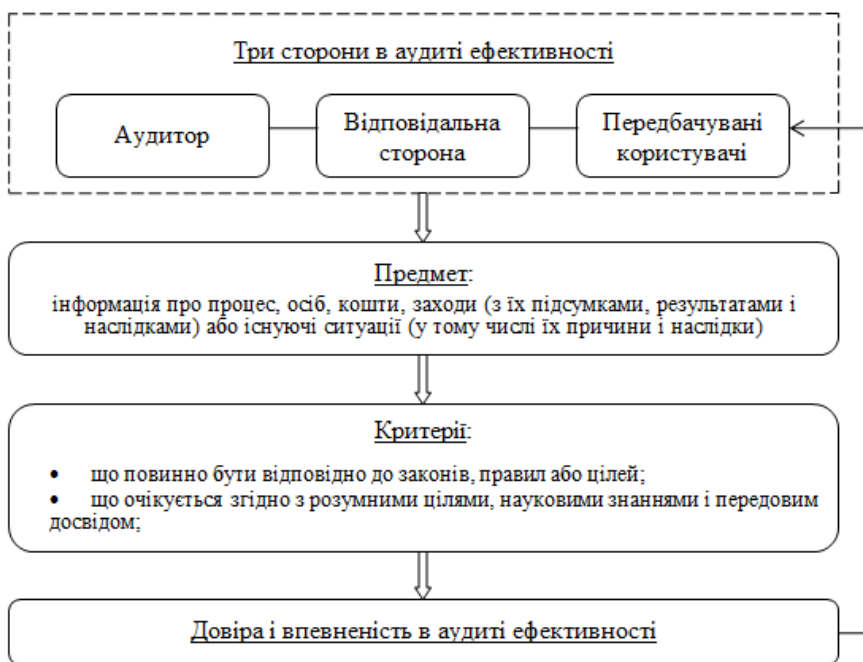 Три сторони в аудиті ефективності
Аудитор
Відповідальна
сторона
Передбачувані
користувачі
Предмет:
інформація про процес, осіб, кошти, заходи (з їх підсумками, результатами і
наслідками) або існуючі ситуації (у тому числі їх причини і наслідки)
Критерії:
• що повинно бути відповідно до законів, правил або цілей;
• що очікується згідно з розумними цілями, науковими знаннями і передовим
досвідом;
Довіра і впевненість в аудиті ефективності